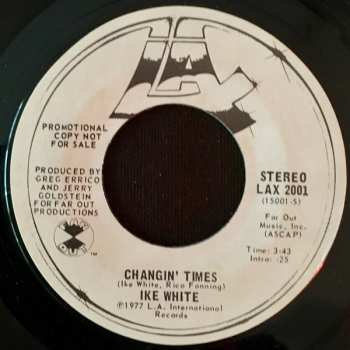 LAX
PROMOTIONAL
COPY NOT
FOR SALE
PRODUCED BY
GREG ERRICO
AND JERRY
GOLDSTEIN
FOR FAR OUT
PRODUCTIONS
TM
STEREO
LAX 2001
(15001-S)
Far Out
Music, Inc.
(ASCAP)
Time: 3:43
Intro: :25
CHANGIN' TIMES
(Ike White, Rico Fanning)
IKE WHITE
℗1977 L.A. International
Records